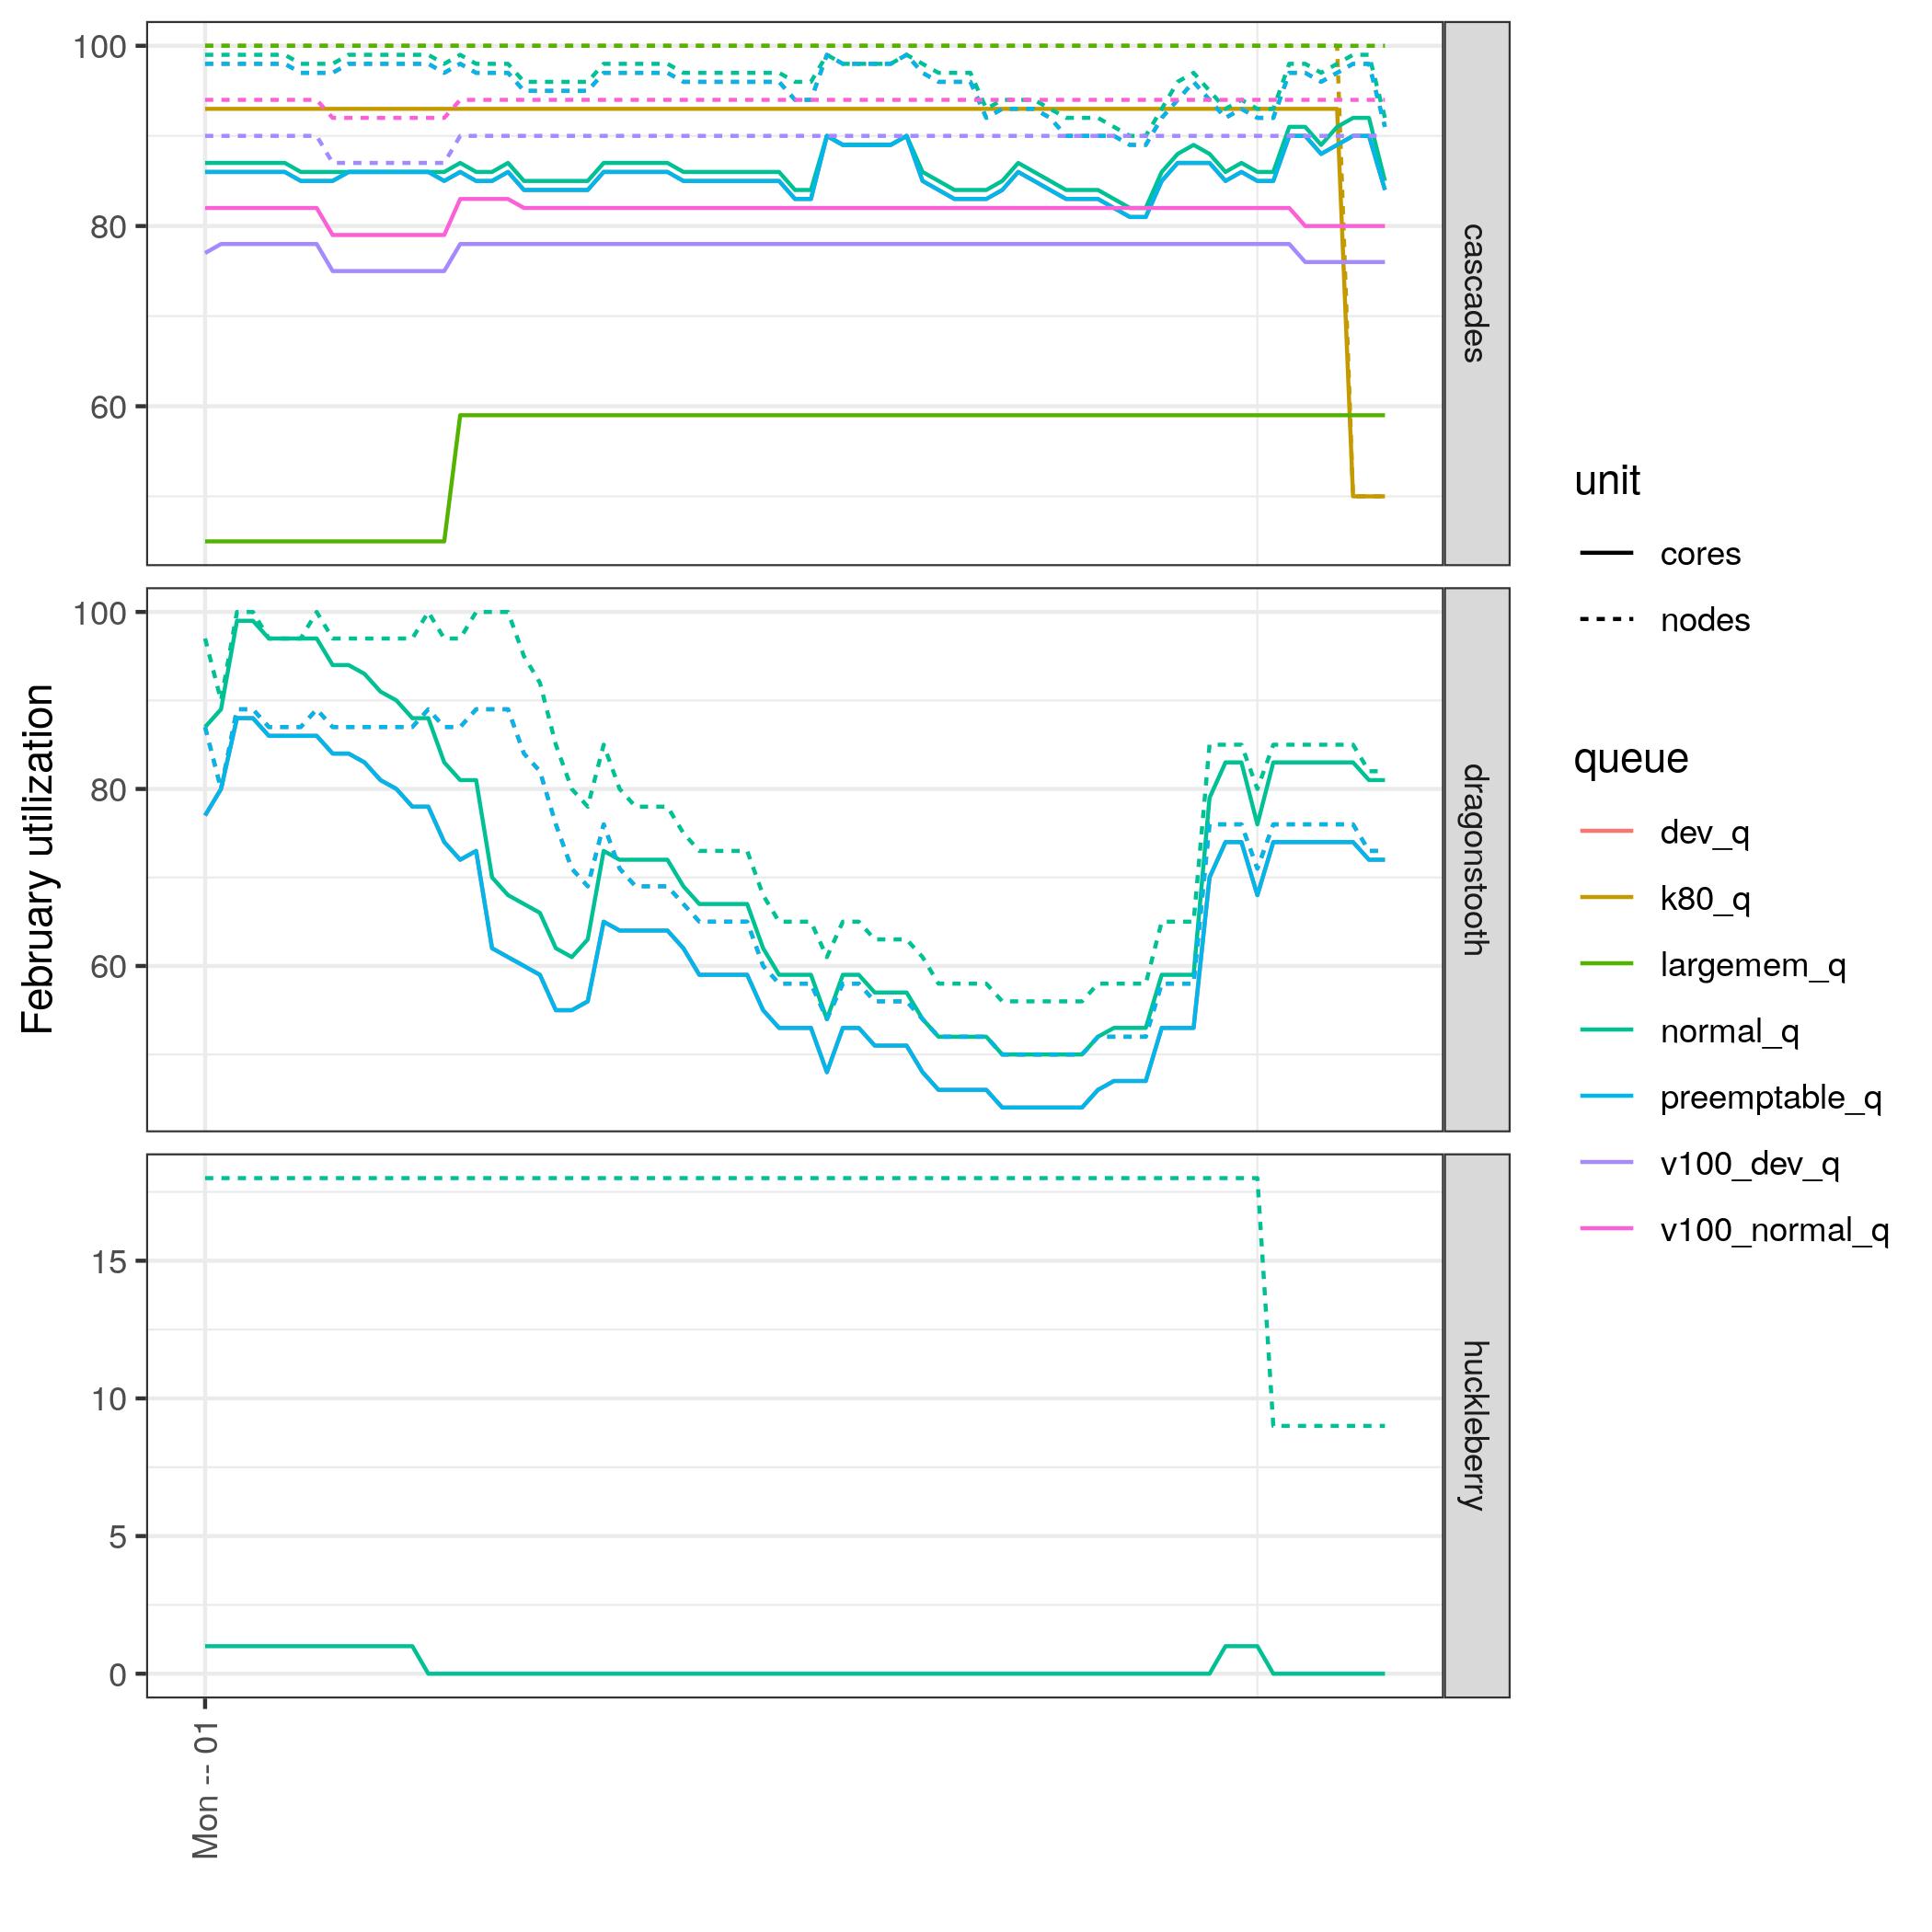 February utilization
100
80
60
cascades
100
80
60
dragonstooth
15
10
5
0
huckleberry
Mon -- 01
unit
cores
nodes
queue
dev_q
k80_q
largemem_q
normal_q
preemptable_q
v100_dev_q
v100_normal_q